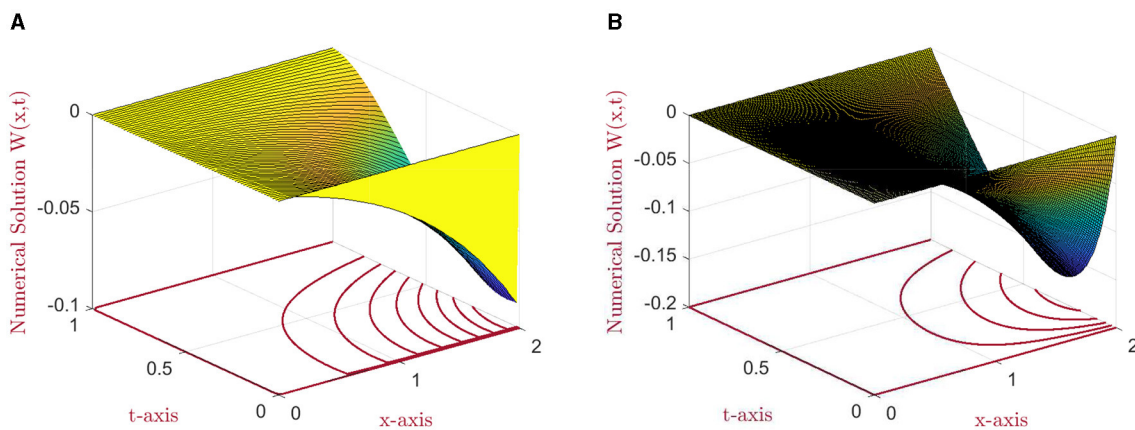 A
B
Numerical Solution W(x,t)
0
-0.05
-0.1
1
0.5
0
0
1
2
t-axis
x-axis
Numerical Solution W(x,t)
0
-0.05
-0.1
-0.15
-0.2
1
0.5
0
0
1
2
t-axis
x-axis